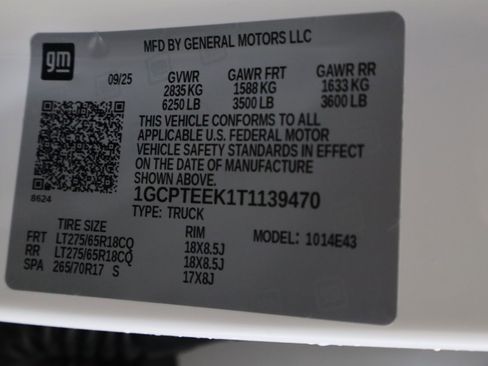 gm
MFD BY GENERAL MOTORS LLC
09/25 GVWR GAWR FRT GAWR RR
2835 KG 1588 KG 1633 KG
6250 LB 3500 LB 3600 LB
THIS VEHICLE CONFORMS TO ALL
APPLICABLE U.S. FEDERAL MOTOR
VEHICLE SAFETY STANDARDS IN EFFECT
ON THE DATE OF MANUFACTURE
SHOWN ABOVE.
8624
1GCPTEEK1T1139470
TYPE: TRUCK
TIRE SIZE RIM MODEL: 1014E43
FRT LT275/65R18CQ 18X8.5J
RR LT275/65R18CQ 18X8.5J
SPA 265/70R17 S 17X8J